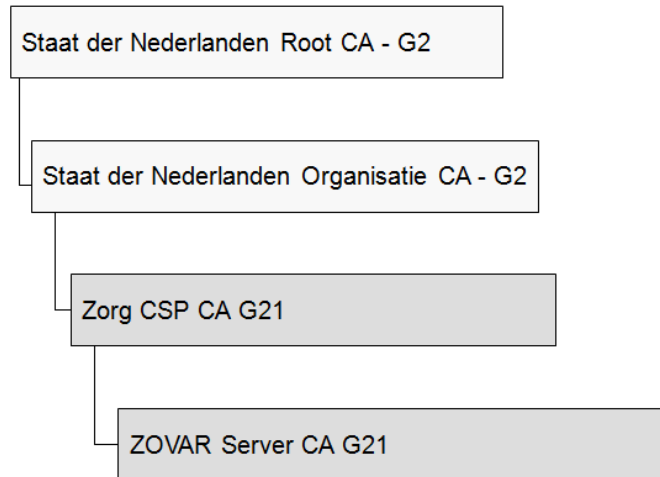 Staat der Nederlanden Root CA - G2
Staat der Nederlanden Organisatie CA - G2
Zorg CSP CA G21
ZOVAR Server CA G21